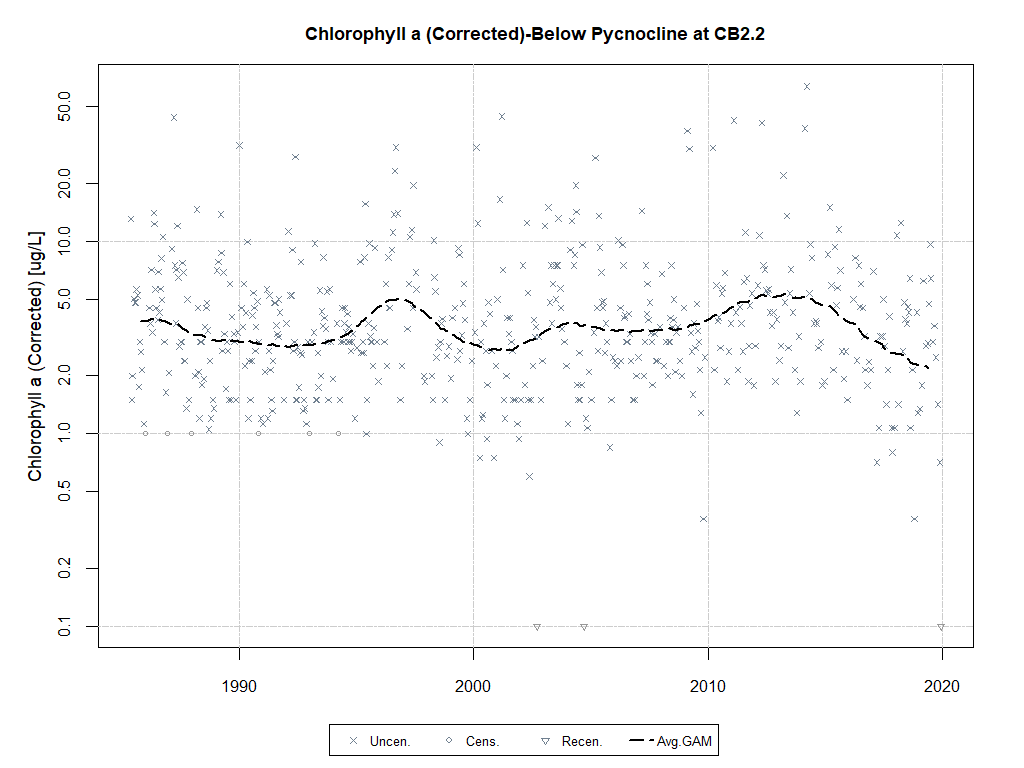 Chlorophyll a (Corrected)-Below Pycnocline at CB2.2
Chlorophyll a (Corrected) [ug/L]
50.0
20.0
10.0
5.0
2.0
1.0
0.5
0.2
0.1
1990 2000 2010 2020
Uncen. Cens. Recen. Avg.GAM